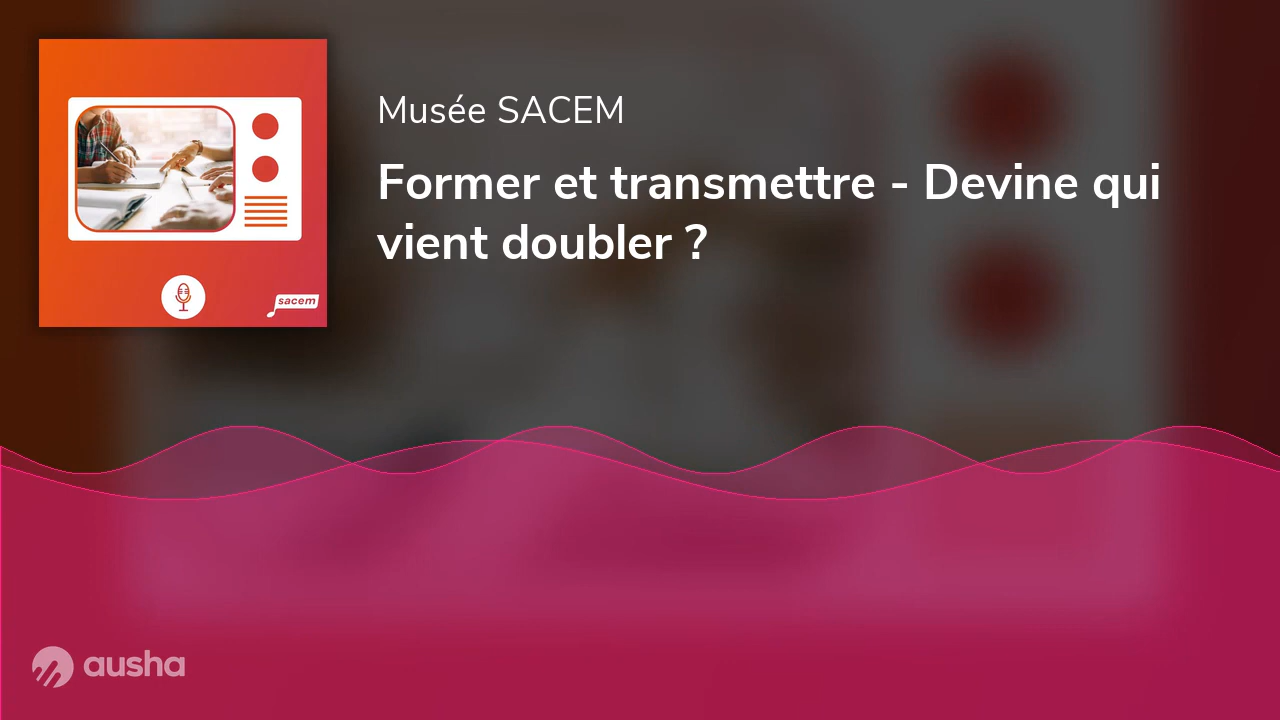 Musée SACEM
Former et transmettre - Devine qui
vient doubler ?
sacem
ausha